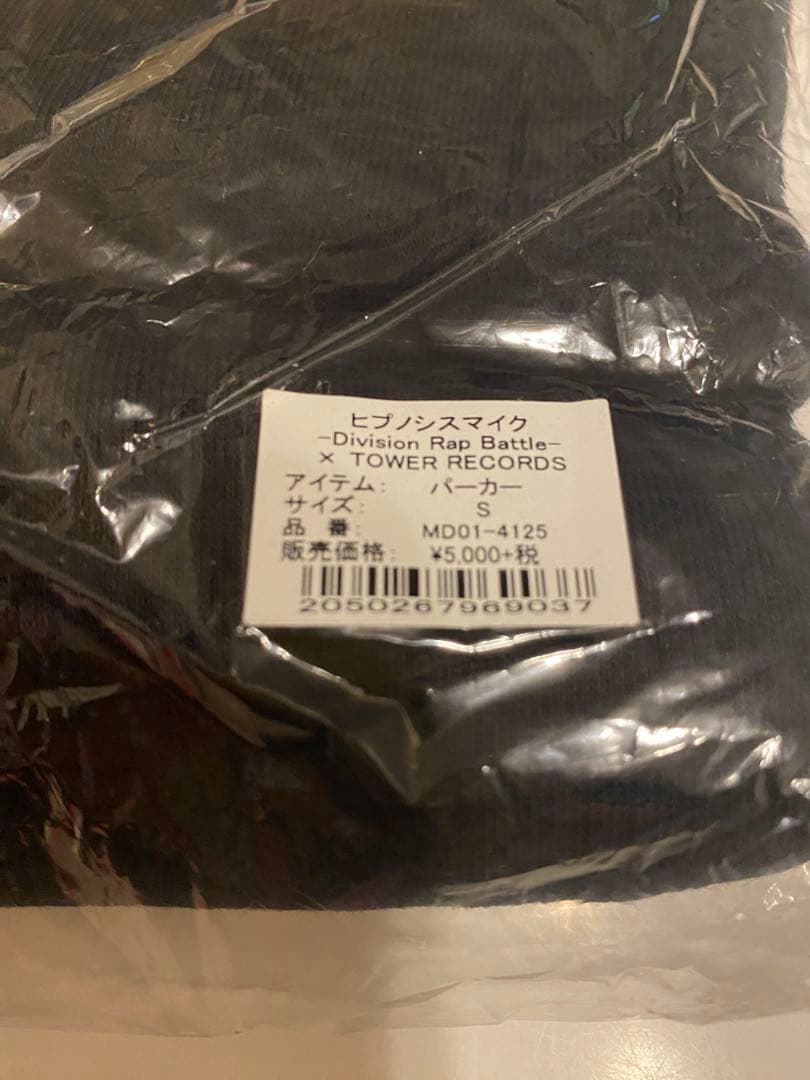 ヒプノシスマイク
-Division Rap Battle-
× TOWER RECORDS
アイテム: パーカー
サイズ: S
品 番: MD01-4125
販売価格: ¥5,000+税
2050267969037